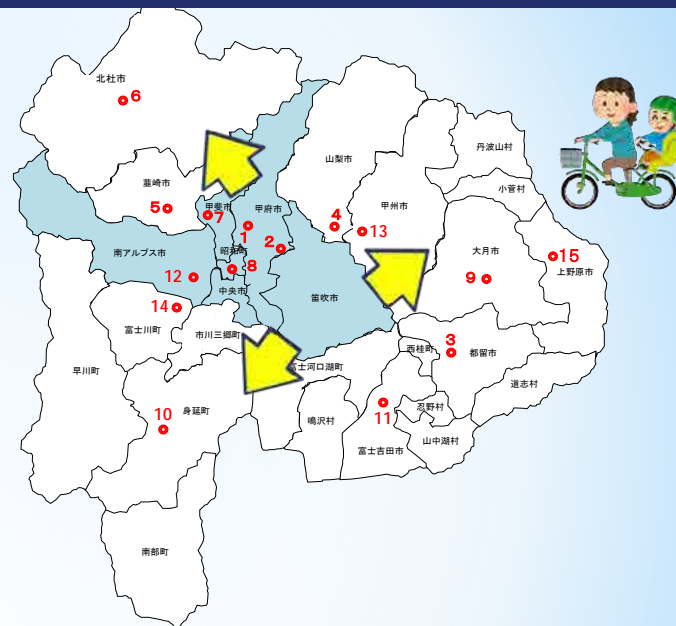 北杜市
6
山梨市
丹波山村
小菅村
韮崎市
5
甲斐市
7
甲府市
1
2
4
甲州市
13
大月市
9
15
上野原市
南アルプス市
12
昭和町
8
中央市
笛吹市
14
富士川町
市川三郷町
早川町
富士河口湖町
西桂町
3
都留市
道志村
身延町
10
鳴沢村
11
忍野村
山中湖村
富士吉田市
南部町